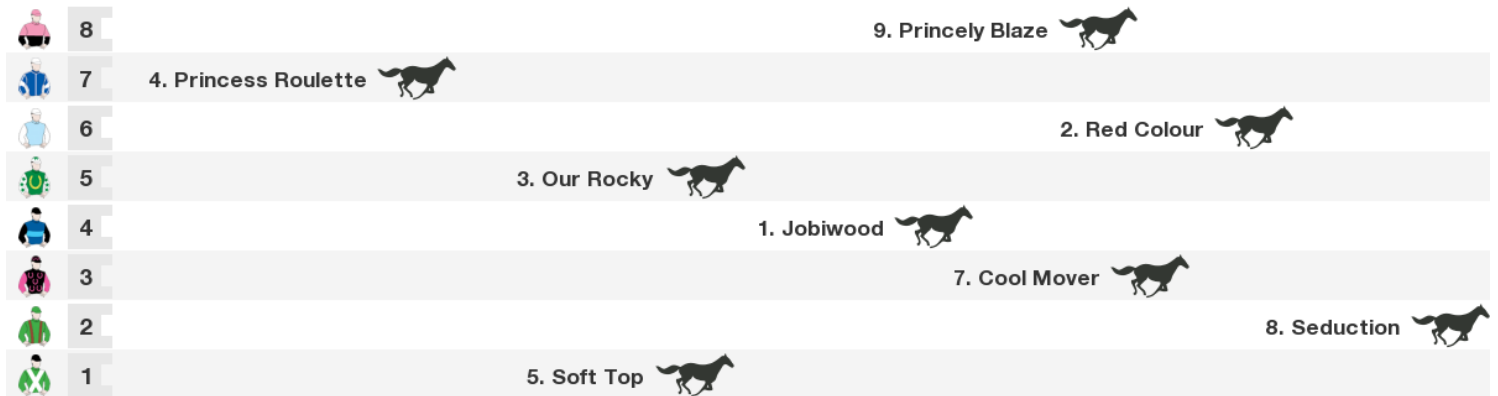 8 9. Princely Blaze
7 4. Princess Roulette
6 2. Red Colour
5 3. Our Rocky
4 1. Jobiwood
3 7. Cool Mover
2 8. Seduction
1 5. Soft Top